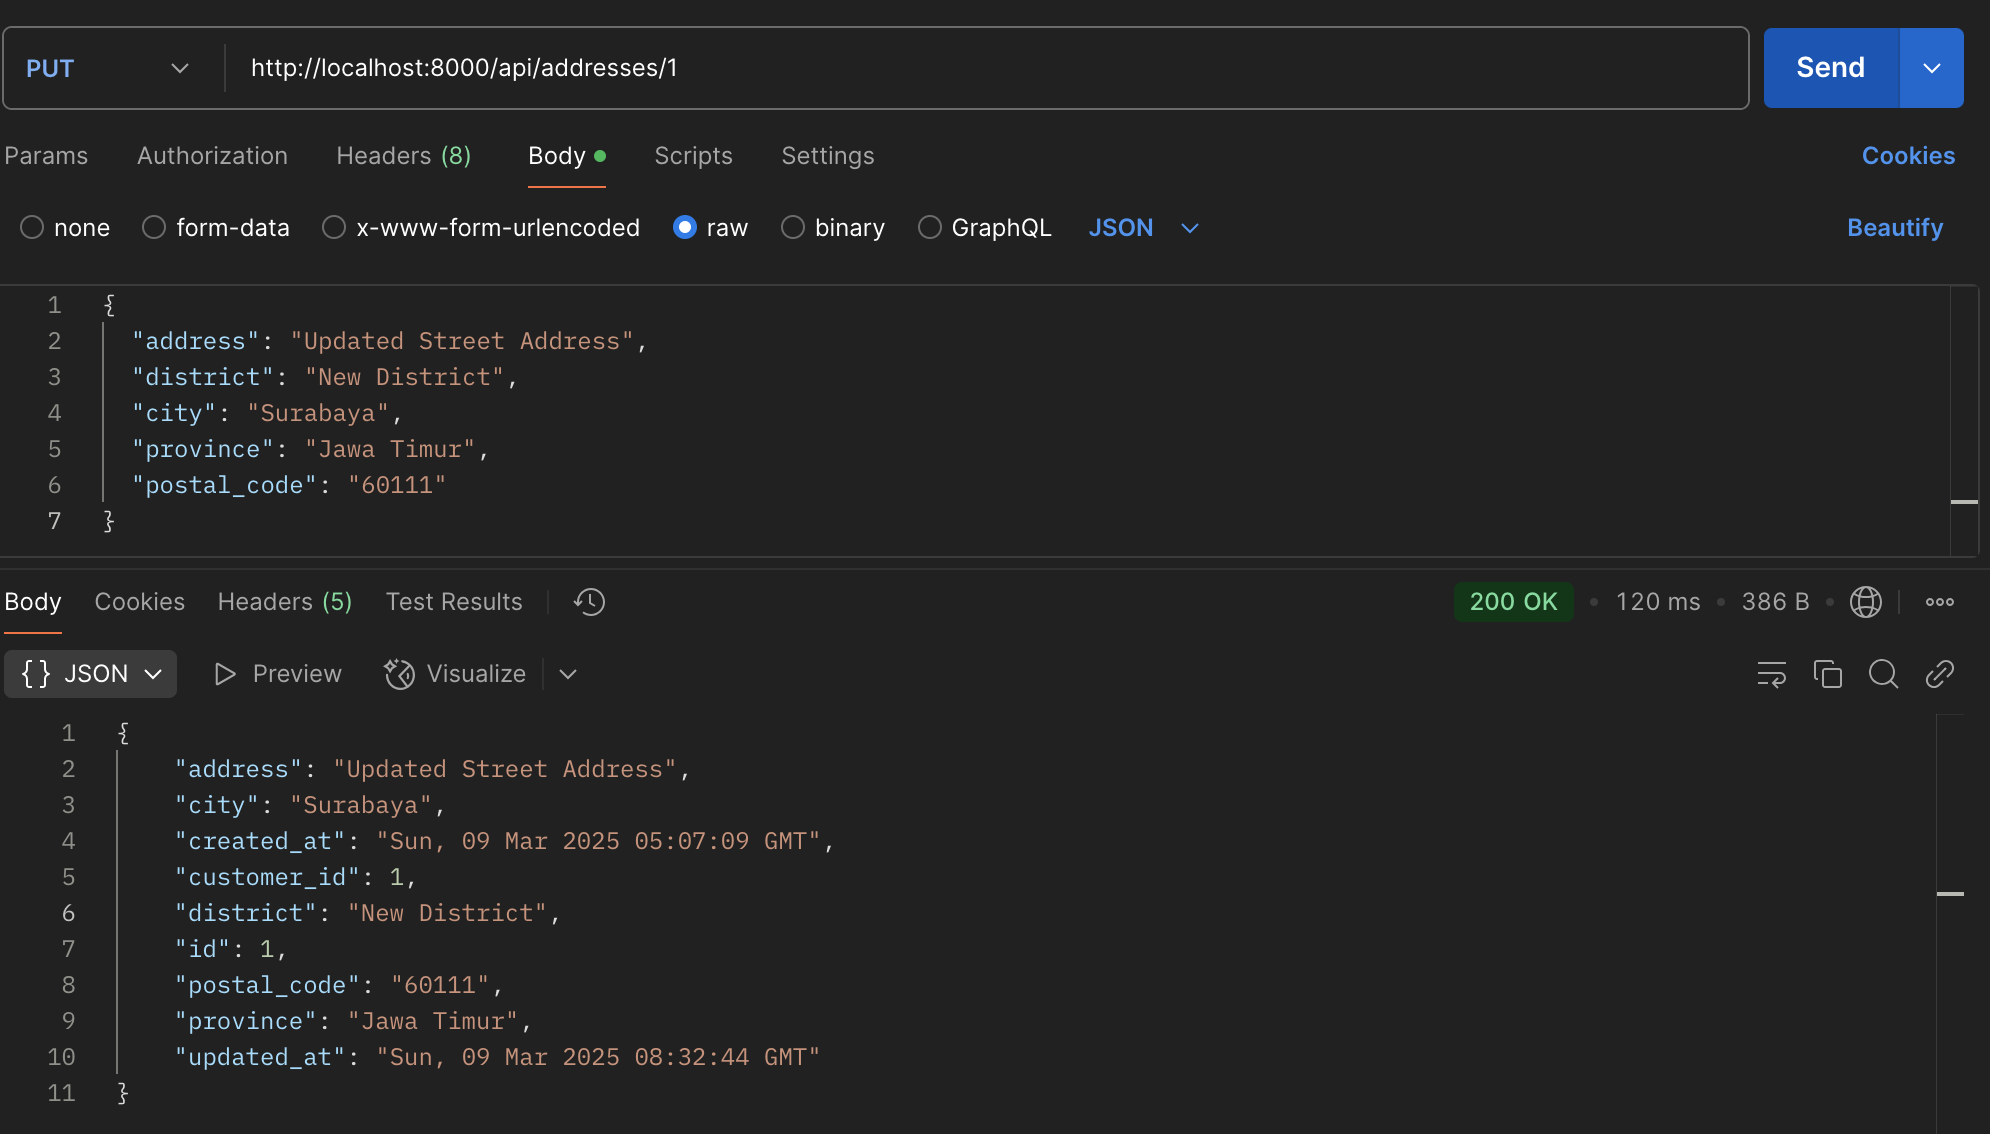 PUT http://localhost:8000/api/addresses/1 Send
Params Authorization Headers (8) Body Scripts Settings Cookies
none form-data x-www-form-urlencoded raw binary GraphQL JSON Beautify
1 {
2 "address": "Updated Street Address",
3 "district": "New District",
4 "city": "Surabaya",
5 "province": "Jawa Timur",
6 "postal_code": "60111"
7 }
Body Cookies Headers (5) Test Results 200 OK • 120 ms • 386 B •
{} JSON Preview Visualize
1 {
2 "address": "Updated Street Address",
3 "city": "Surabaya",
4 "created_at": "Sun, 09 Mar 2025 05:07:09 GMT",
5 "customer_id": 1,
6 "district": "New District",
7 "id": 1,
8 "postal_code": "60111",
9 "province": "Jawa Timur",
10 "updated_at": "Sun, 09 Mar 2025 08:32:44 GMT"
11 }